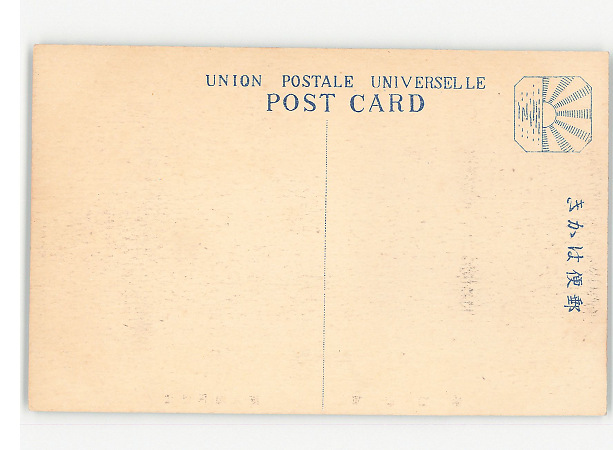 UNION POSTALE UNIVERSELLE
POST CARD
きかは便郵